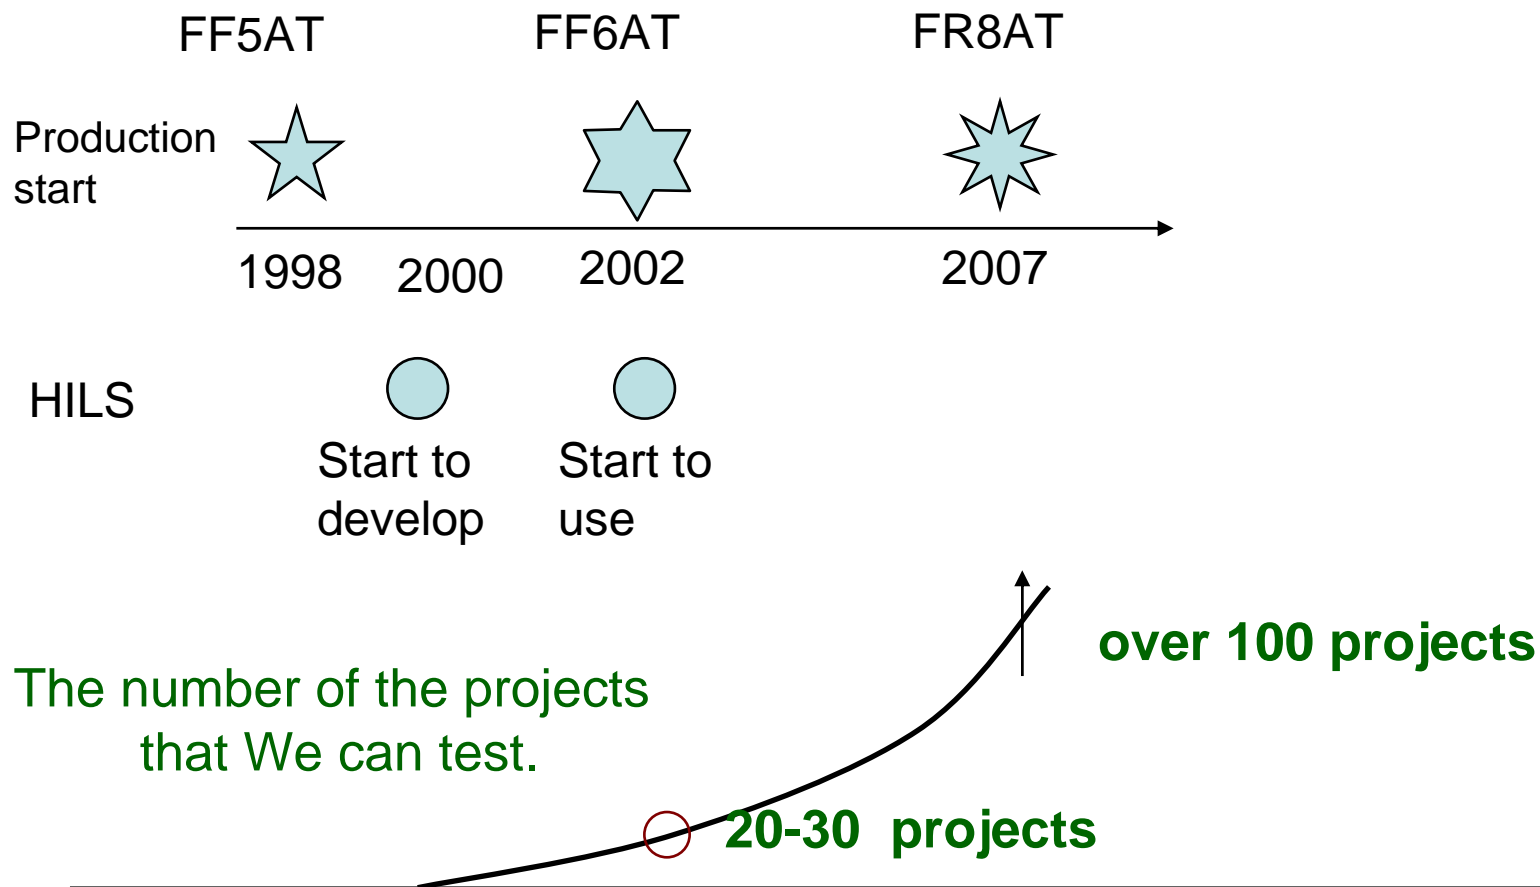 FF5AT
FF6AT
FR8AT
Production
start
1998
2000
2002
2007
HILS
Start to
develop
Start to
use
over 100 projects
The number of the projects
that We can test.
20-30 projects